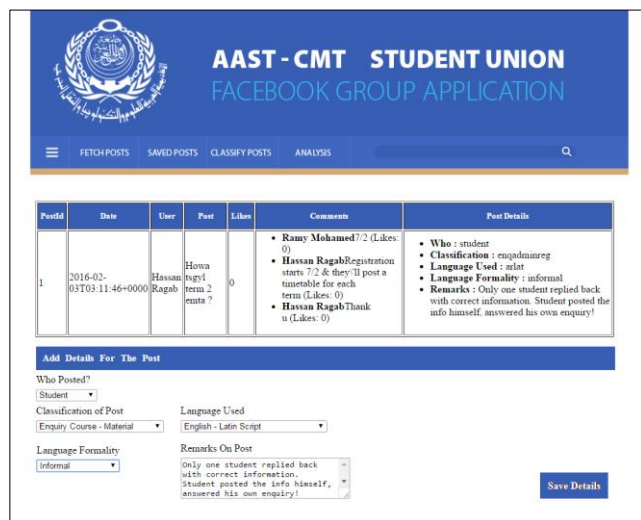 AAST - CMT STUDENT UNION
FACEBOOK GROUP APPLICATION
FETCH POSTS SAVED POSTS CLASSIFY POSTS ANALYSIS
PostId Date User Post Likes Comments Post Details
1
2016-02-
03T03:11:46+0000
Hassan
Ragab
Howa
tsgyl
term 2
emta ?
0
• Ramy Mohamed7/2 (Likes:
0)
• Hassan RagabRegistration
starts 7/2 & they'll post a
timetable for each
term (Likes: 0)
• Hassan RagabThank
u (Likes: 0)
• Who : student
• Classification : enqadminreg
• Language Used : arlat
• Language Formality : informal
• Remarks : Only one student replied back
with correct information. Student posted the
info himself, answered his own enquiry!
Add Details For The Post
Who Posted?
Student
Classification of Post Language Used
Enquiry Course - Material English - Latin Script
Language Formality Remarks On Post
Informal
Only one student replied back
with correct information.
Student posted the info himself,
answered his own enquiry!
Save Details